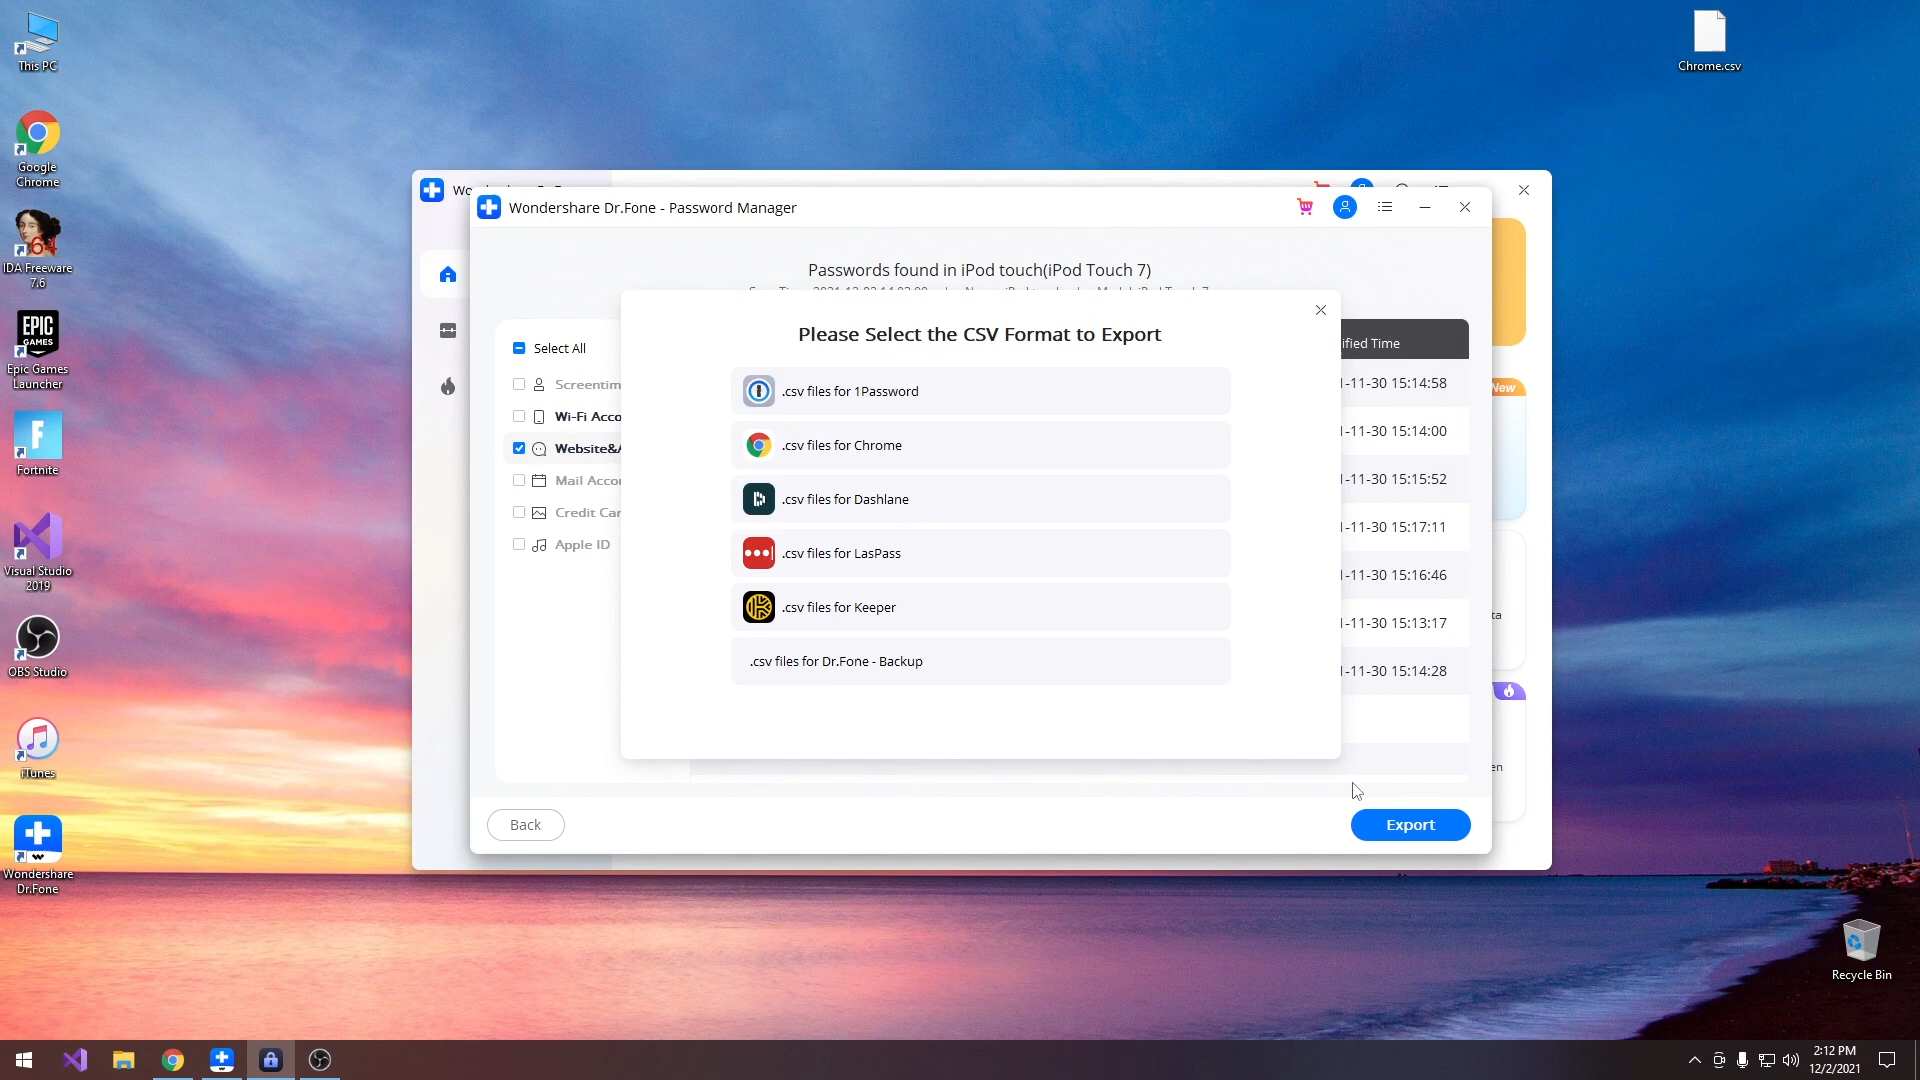 This PC
Google
Chrome
64
IDA Freeware
7.6
EPIC
GAMES
Epic Games
Launcher
Fortnite
Visual Studio
2019
OBS Studio
iTunes
Wondershare
Dr.Fone
Chrome.csv
Recycle Bin
Wondershare Dr.Fone - Password Manager
Passwords found in iPod touch(iPod Touch 7)
Select All
Screentim
Wi-Fi Acco
Website&
Mail Acco
Credit Car
Apple ID
Please Select the CSV Format to Export
.csv files for 1Password
.csv files for Chrome
.csv files for Dashlane
.csv files for LasPass
.csv files for Keeper
.csv files for Dr.Fone - Backup
ified Time
-11-30 15:14:58
-11-30 15:14:00
-11-30 15:15:52
-11-30 15:17:11
-11-30 15:16:46
-11-30 15:13:17
-11-30 15:14:28
New
ta
en
Back
Export
2:12 PM
12/2/2021